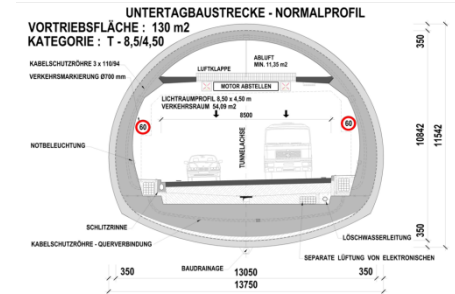 UNTERTAGBAUSTRECKE - NORMALPROFIL
VORTRIEBSFLÄCHE : 130 m2
KATEGORIE : T - 8,5/4,50
KABELSCHUTZRÖHRE 3 x 110/94
VERKEHRSMARKIERUNG Ø700 mm
LUFTKLAPPE
ABLUFT
MIN. 11,35 m2
MOTOR ABSTELLEN
LICHTRAUMPROFIL 8,50 x 4,50 m
VERKEHRSRAUM 54,09 m2
8500
60
60
TUNNELACHSE
NOTBELEUCHTUNG
SCHLITZRINNE
KABELSCHUTZRÖHRE - QUERVERBINDUNG
BAUDRAINAGE
LÖSCHWASSERLEITUNG
SEPARATE LÜFTUNG VON ELEKTRONISCHEN
350
10842
11542
350
350
13050
350
13750